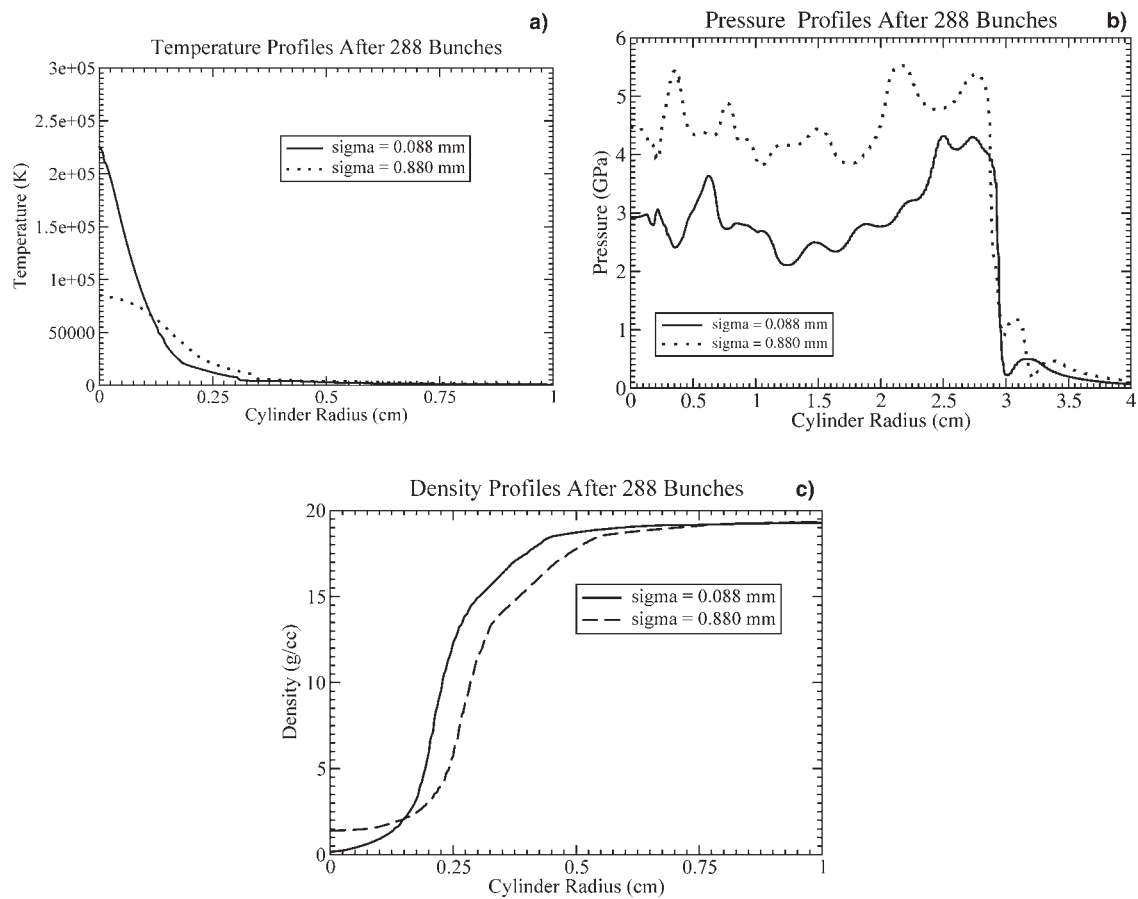 a)
Temperature Profiles After 288 Bunches
3e+05
2.5e+05
2e+05
1.5e+05
1e+05
50000
0
Temperature (K)
sigma = 0.088 mm
sigma = 0.880 mm
0 0.25 0.5 0.75 1
Cylinder Radius (cm)
Pressure Profiles After 288 Bunches
b)
6
5
4
3
2
1
0
Pressure (GPa)
sigma = 0.088 mm
sigma = 0.880 mm
0 0.5 1 1.5 2 2.5 3 3.5 4
Cylinder Radius (cm)
Density Profiles After 288 Bunches
c)
20
15
10
5
0
Density (g/cc)
sigma = 0.088 mm
sigma = 0.880 mm
0 0.25 0.5 0.75 1
Cylinder Radius (cm)